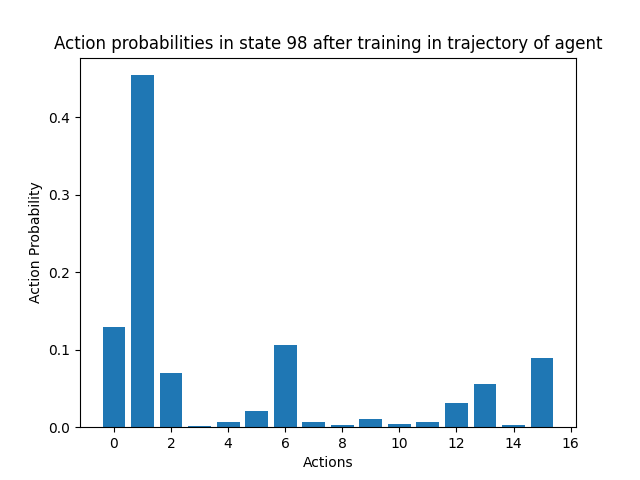 Action probabilities in state 98 after training in trajectory of agent
Action Probability
0.4
0.3
0.2
0.1
0.0
0 2 4 6 8 10 12 14 16
Actions